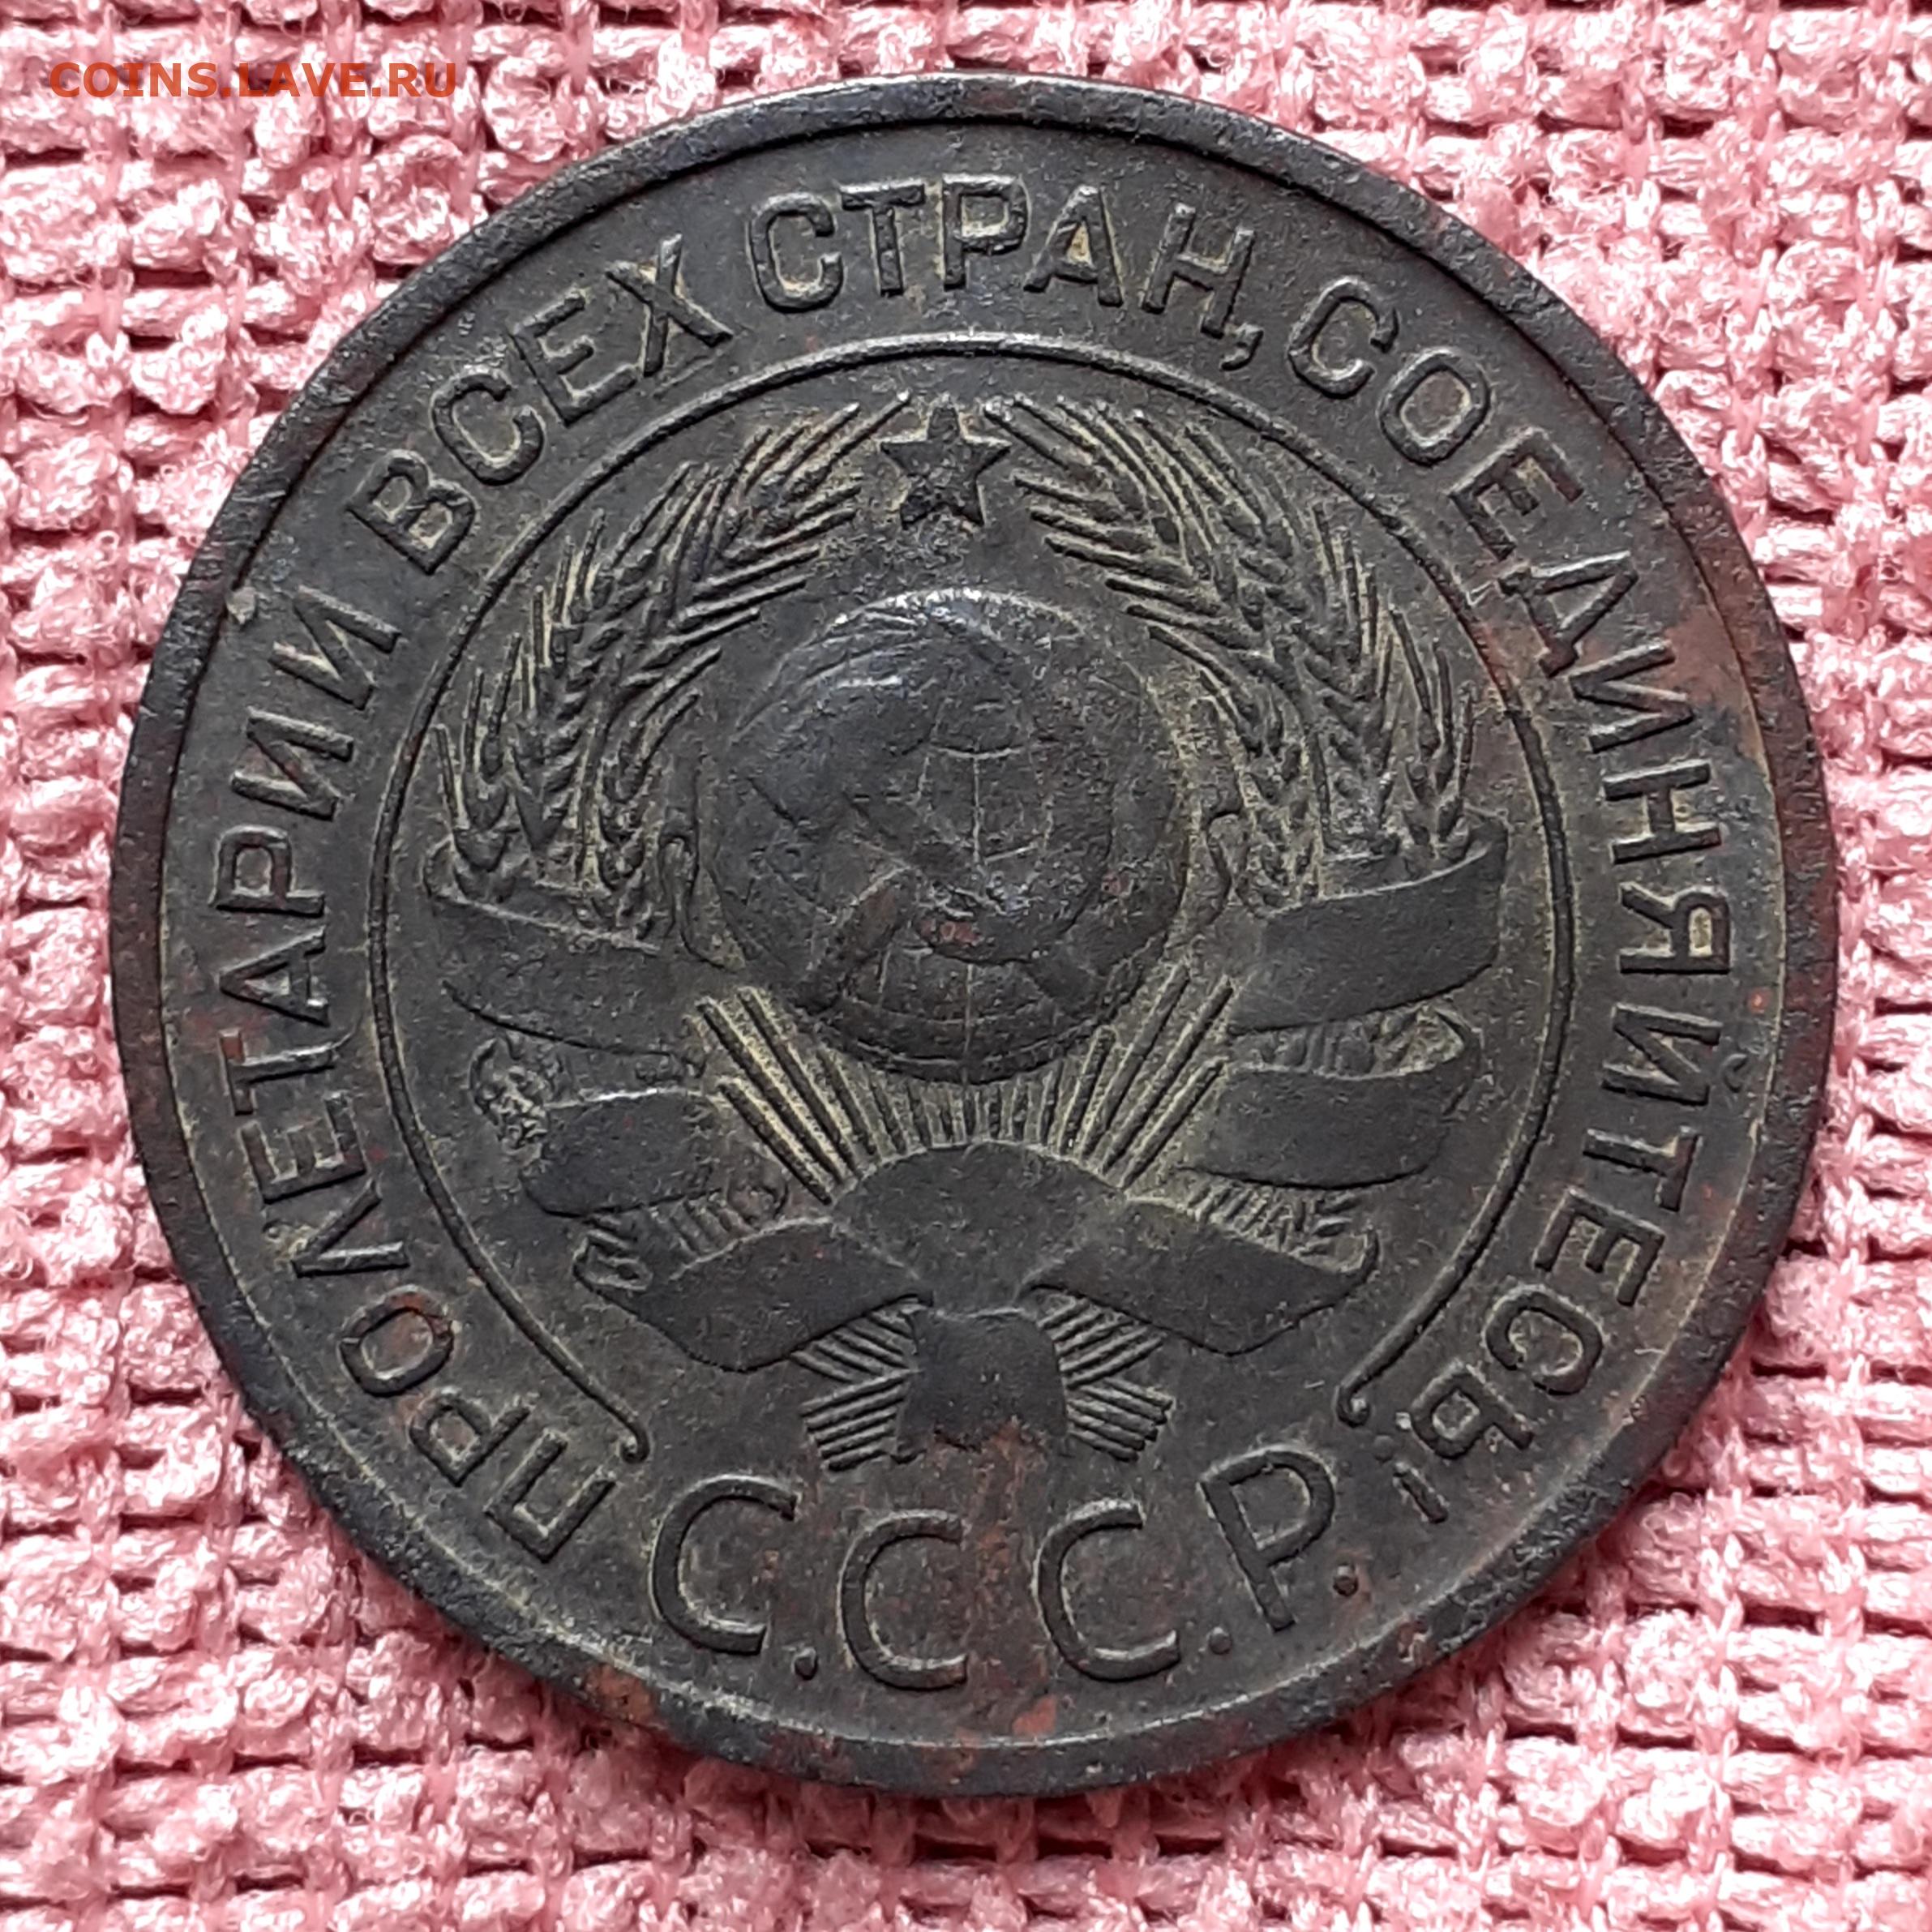 COINS.LAVE.RU
ПРОЛЕТАРИИ ВСЕХ СТРАН, СОЕДИНЯЙТЕСЬ!
С.С.С.Р.